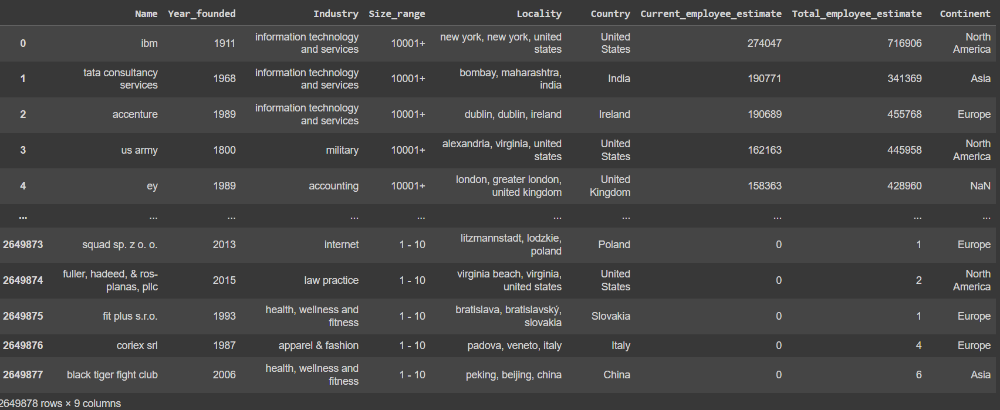 Name Year_founded Industry Size_range Locality Country Current_employee_estimate Total_employee_estimate Continent
0 ibm 1911 information technology and services 10001+ new york, new york, united states United States 274047 716906 North America
1 tata consultancy services 1968 information technology and services 10001+ bombay, maharashtra, india India 190771 341369 Asia
2 accenture 1989 information technology and services 10001+ dublin, dublin, ireland Ireland 190689 455768 Europe
3 us army 1800 military 10001+ alexandria, virginia, united states United States 162163 445958 North America
4 ey 1989 accounting 10001+ london, greater london, united kingdom United Kingdom 158363 428960 NaN
... ... ... ... ... ... ... ... ... ...
2649873 squad sp. z o. o. 2013 internet 1 - 10 litzmannstadt, lodzkie, poland Poland 0 1 Europe
2649874 fuller, hadeed, & ros-planas, pllc 2015 law practice 1 - 10 virginia beach, virginia, united states United States 0 2 North America
2649875 fit plus s.r.o. 1993 health, wellness and fitness 1 - 10 bratislava, bratislavský, slovakia Slovakia 0 1 Europe
2649876 coriex srl 1987 apparel & fashion 1 - 10 padova, veneto, italy Italy 0 4 Europe
2649877 black tiger fight club 2006 health, wellness and fitness 1 - 10 peking, beijing, china China 0 6 Asia
2649878 rows × 9 columns